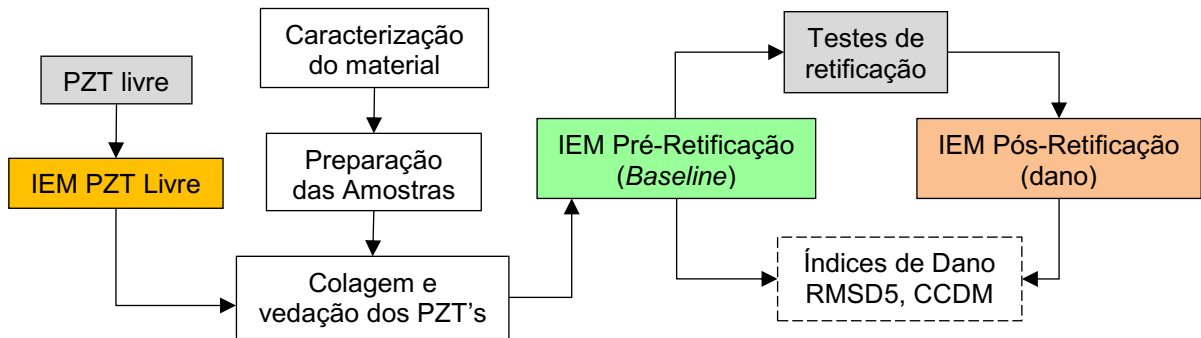 PZT livre
IEM PZT Livre
Caracterização
do material
Preparação
das Amostras
Colagem e
vedação dos PZT’s
IEM Pré-Retificação
(Baseline)
Testes de
retificação
IEM Pós-Retificação
(dano)
Índices de Dano
RMSD5, CCDM